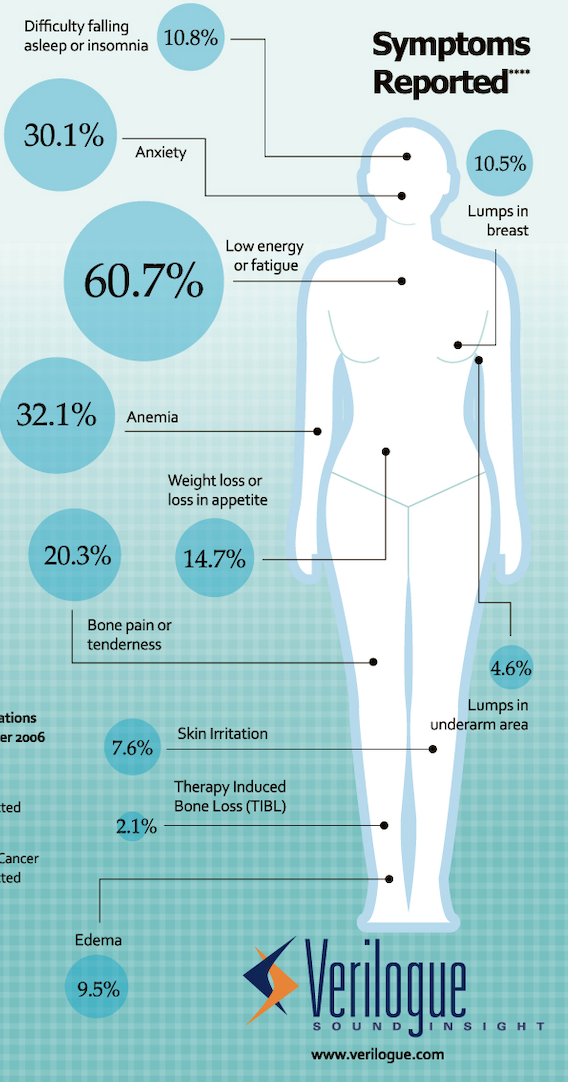 Symptoms
Reported****
Difficulty falling
asleep or insomnia
10.8%
30.1%
Anxiety
10.5%
Lumps in
breast
Low energy
or fatigue
60.7%
32.1%
Anemia
Weight loss or
loss in appetite
20.3%
14.7%
Bone pain or
tenderness
4.6%
Lumps in
underarm area
ations
er 2006
7.6%
Skin Irritation
Therapy Induced
Bone Loss (TIBL)
2.1%
ted
Cancer
ted
Edema
9.5%
Verilogue
SOUND INSIGHT
www.verilogue.com